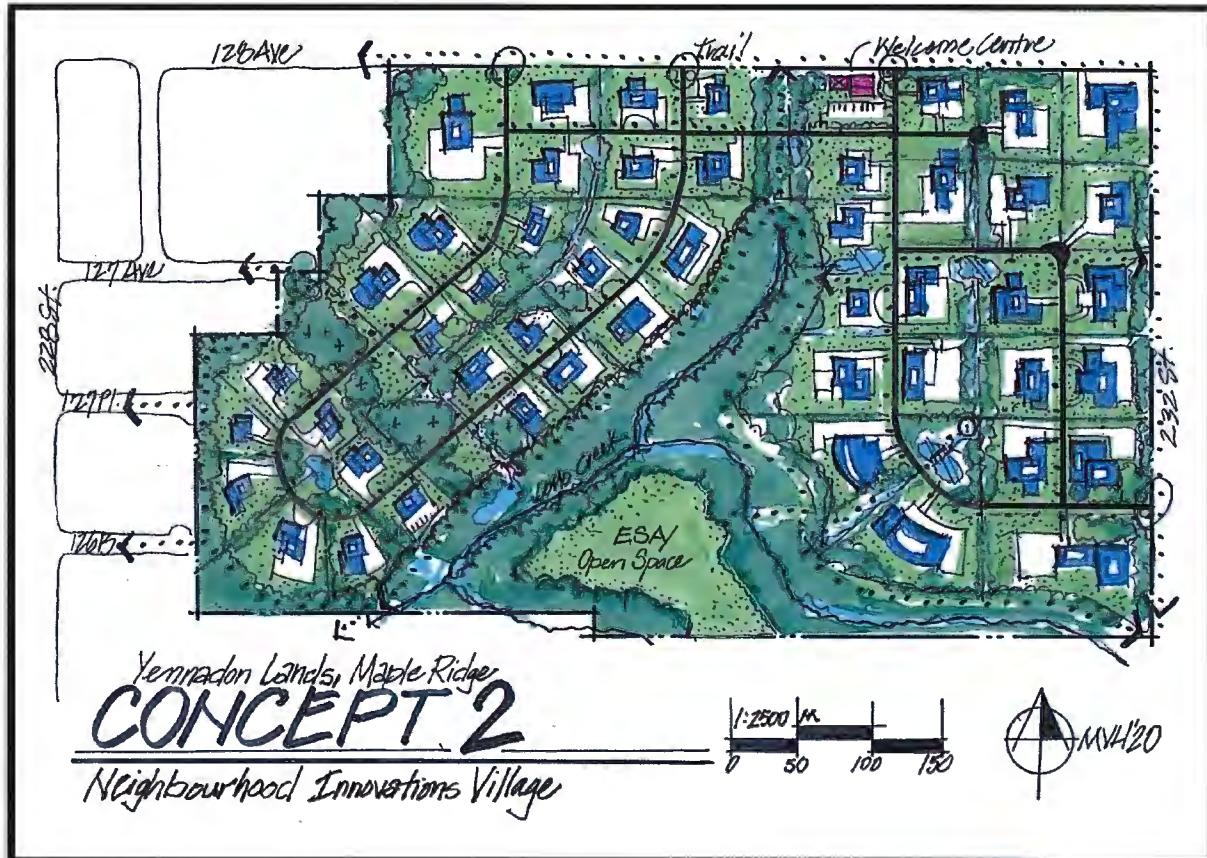 128 Ave
trail
Welcome Centre
127 Ave
228 St.
127 Pl.
126 B
232 St.
Creek
ESA/
Open Space
Yennadon Lands, Maple Ridge
CONCEPT 2
Neighbourhood Innovations Village
1:2500 M
0 50 100 150
MVH'20